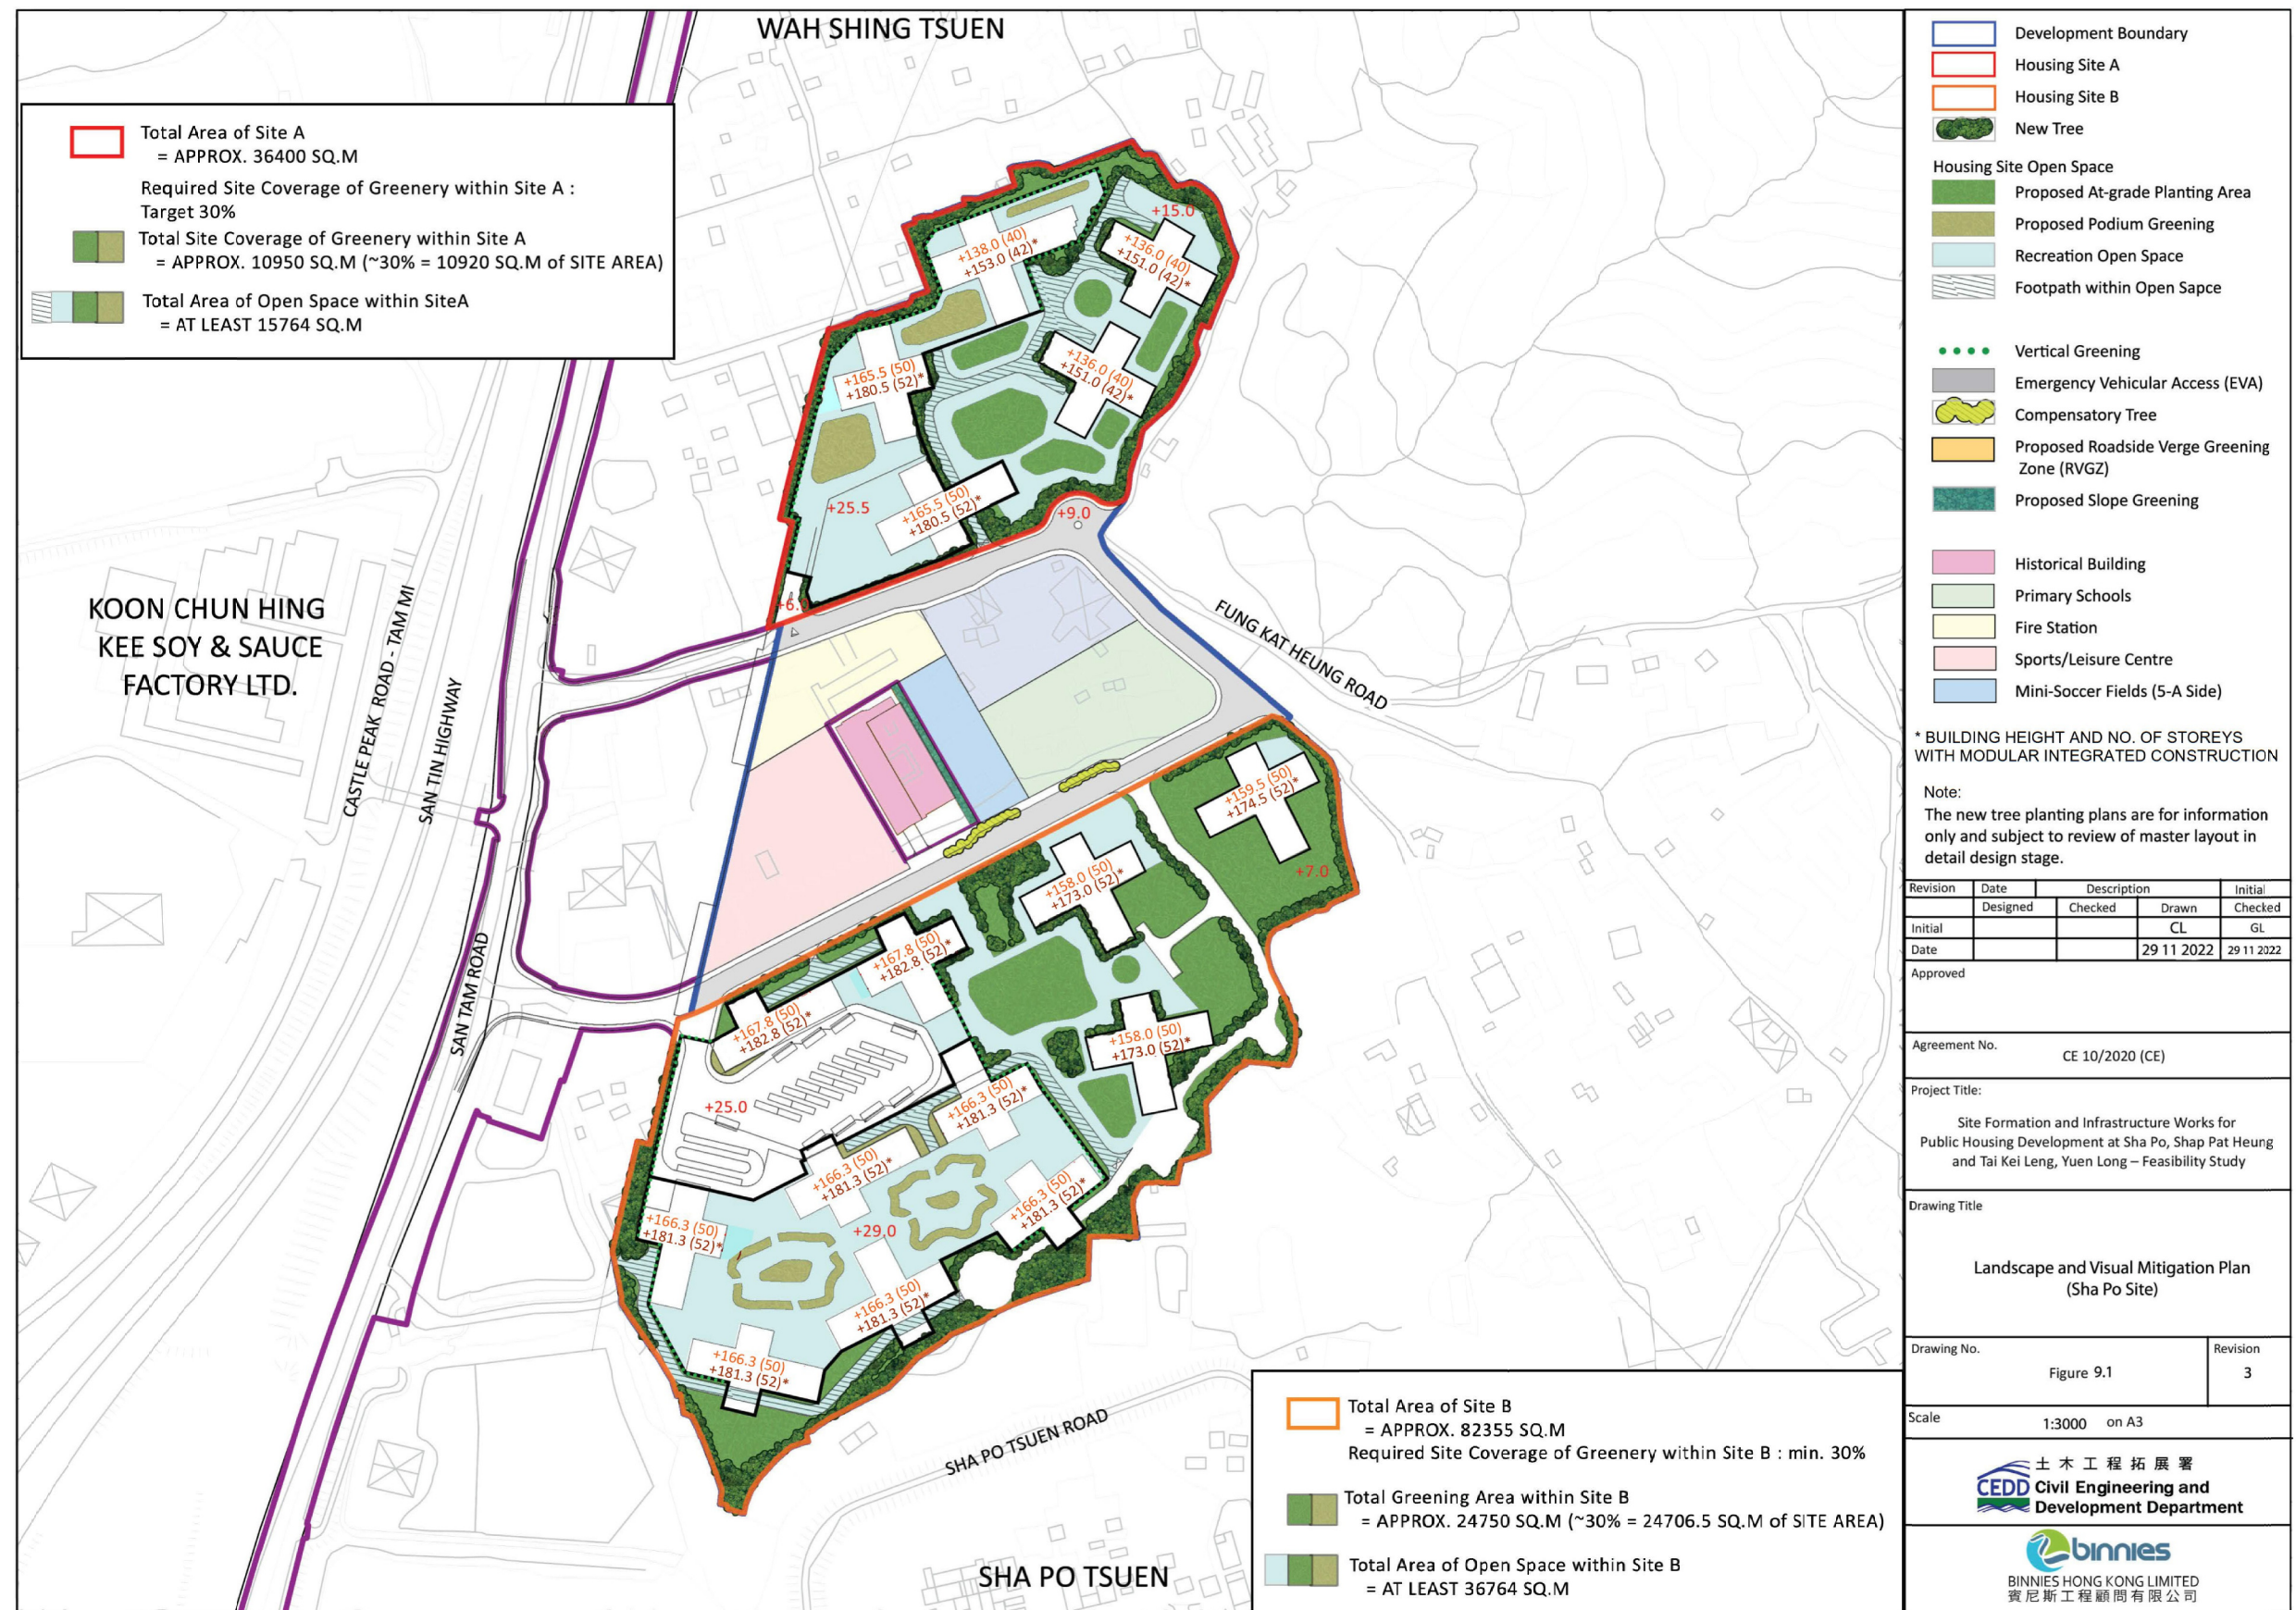 WAH SHING TSUEN
Total Area of Site A
= APPROX. 36400 SQ.M
Required Site Coverage of Greenery within Site A :
Target 30%
Total Site Coverage of Greenery within Site A
= APPROX. 10950 SQ.M (~30% = 10920 SQ.M of SITE AREA)
Total Area of Open Space within SiteA
= AT LEAST 15764 SQ.M
+15.0
+138.0 (40)
+153.0 (42)*
+136.0 (40)
+151.0 (42)*
+136.0 (40)
+151.0 (42)*
+165.5 (50)
+180.5 (52)*
+25.5
+165.5 (50)
+180.5 (52)*
+9.0
KOON CHUN HING
KEE SOY & SAUCE
FACTORY LTD.
CASTLE PEAK ROAD - TAM MI
SAN TIN HIGHWAY
SAN TAM ROAD
FUNG KAT HEUNG ROAD
+159.5 (50)
+174.5 (52)*
+7.0
+158.0 (50)
+173.0 (52)*
+167.8 (50)
+182.8 (52)*
+167.8 (50)
+182.8 (52)*
+158.0 (50)
+173.0 (52)*
+25.0
+166.3 (50)
+181.3 (52)*
+166.3 (50)
+181.3 (52)*
+166.3 (50)
+181.3 (52)*
+166.3 (50)
+181.3 (52)*
+29.0
+166.3 (50)
+181.3 (52)*
+166.3 (50)
+181.3 (52)*
SHA PO TSUEN ROAD
SHA PO TSUEN
Total Area of Site B
= APPROX. 82355 SQ.M
Required Site Coverage of Greenery within Site B : min. 30%
Total Greening Area within Site B
= APPROX. 24750 SQ.M (~30% = 24706.5 SQ.M of SITE AREA)
Total Area of Open Space within Site B
= AT LEAST 36764 SQ.M
Development Boundary
Housing Site A
Housing Site B
New Tree
Housing Site Open Space
Proposed At-grade Planting Area
Proposed Podium Greening
Recreation Open Space
Footpath within Open Sapce
Vertical Greening
Emergency Vehicular Access (EVA)
Compensatory Tree
Proposed Roadside Verge Greening
Zone (RVGZ)
Proposed Slope Greening
Historical Building
Primary Schools
Fire Station
Sports/Leisure Centre
Mini-Soccer Fields (5-A Side)
* BUILDING HEIGHT AND NO. OF STOREYS
WITH MODULAR INTEGRATED CONSTRUCTION
Note:
The new tree planting plans are for information
only and subject to review of master layout in
detail design stage.
Revision Date Description Initial
Designed Checked Drawn Checked
Initial CL GL
Date 29 11 2022 29 11 2022
Approved
Agreement No.
CE 10/2020 (CE)
Project Title:
Site Formation and Infrastructure Works for
Public Housing Development at Sha Po, Shap Pat Heung
and Tai Kei Leng, Yuen Long – Feasibility Study
Drawing Title
Landscape and Visual Mitigation Plan
(Sha Po Site)
Drawing No. Revision
Figure 9.1 3
Scale 1:3000 on A3
土木工程拓展署
CEDD Civil Engineering and
Development Department
binnies
BINNIES HONG KONG LIMITED
賓尼斯工程顧問有限公司